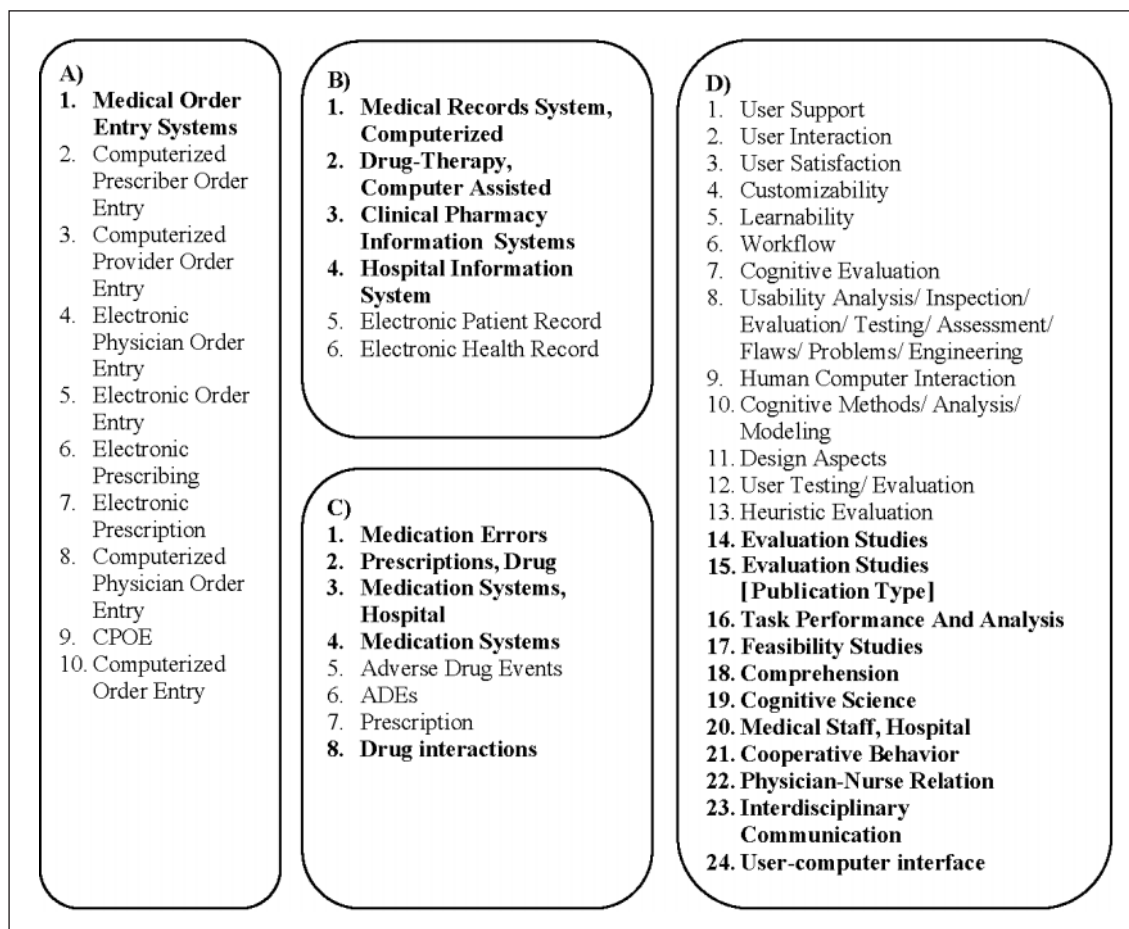 A)
1. Medical Order
Entry Systems
2. Computerized
Prescriber Order
Entry
3. Computerized
Provider Order
Entry
4. Electronic
Physician Order
Entry
5. Electronic Order
Entry
6. Electronic
Prescribing
7. Electronic
Prescription
8. Computerized
Physician Order
Entry
9. CPOE
10. Computerized
Order Entry
B)
1. Medical Records System,
Computerized
2. Drug-Therapy,
Computer Assisted
3. Clinical Pharmacy
Information Systems
4. Hospital Information
System
5. Electronic Patient Record
6. Electronic Health Record
C)
1. Medication Errors
2. Prescriptions, Drug
3. Medication Systems,
Hospital
4. Medication Systems
5. Adverse Drug Events
6. ADEs
7. Prescription
8. Drug interactions
D)
1. User Support
2. User Interaction
3. User Satisfaction
4. Customizability
5. Learnability
6. Workflow
7. Cognitive Evaluation
8. Usability Analysis/ Inspection/
Evaluation/ Testing/ Assessment/
Flaws/ Problems/ Engineering
9. Human Computer Interaction
10. Cognitive Methods/ Analysis/
Modeling
11. Design Aspects
12. User Testing/ Evaluation
13. Heuristic Evaluation
14. Evaluation Studies
15. Evaluation Studies
[Publication Type]
16. Task Performance And Analysis
17. Feasibility Studies
18. Comprehension
19. Cognitive Science
20. Medical Staff, Hospital
21. Cooperative Behavior
22. Physician-Nurse Relation
23. Interdisciplinary
Communication
24. User-computer interface